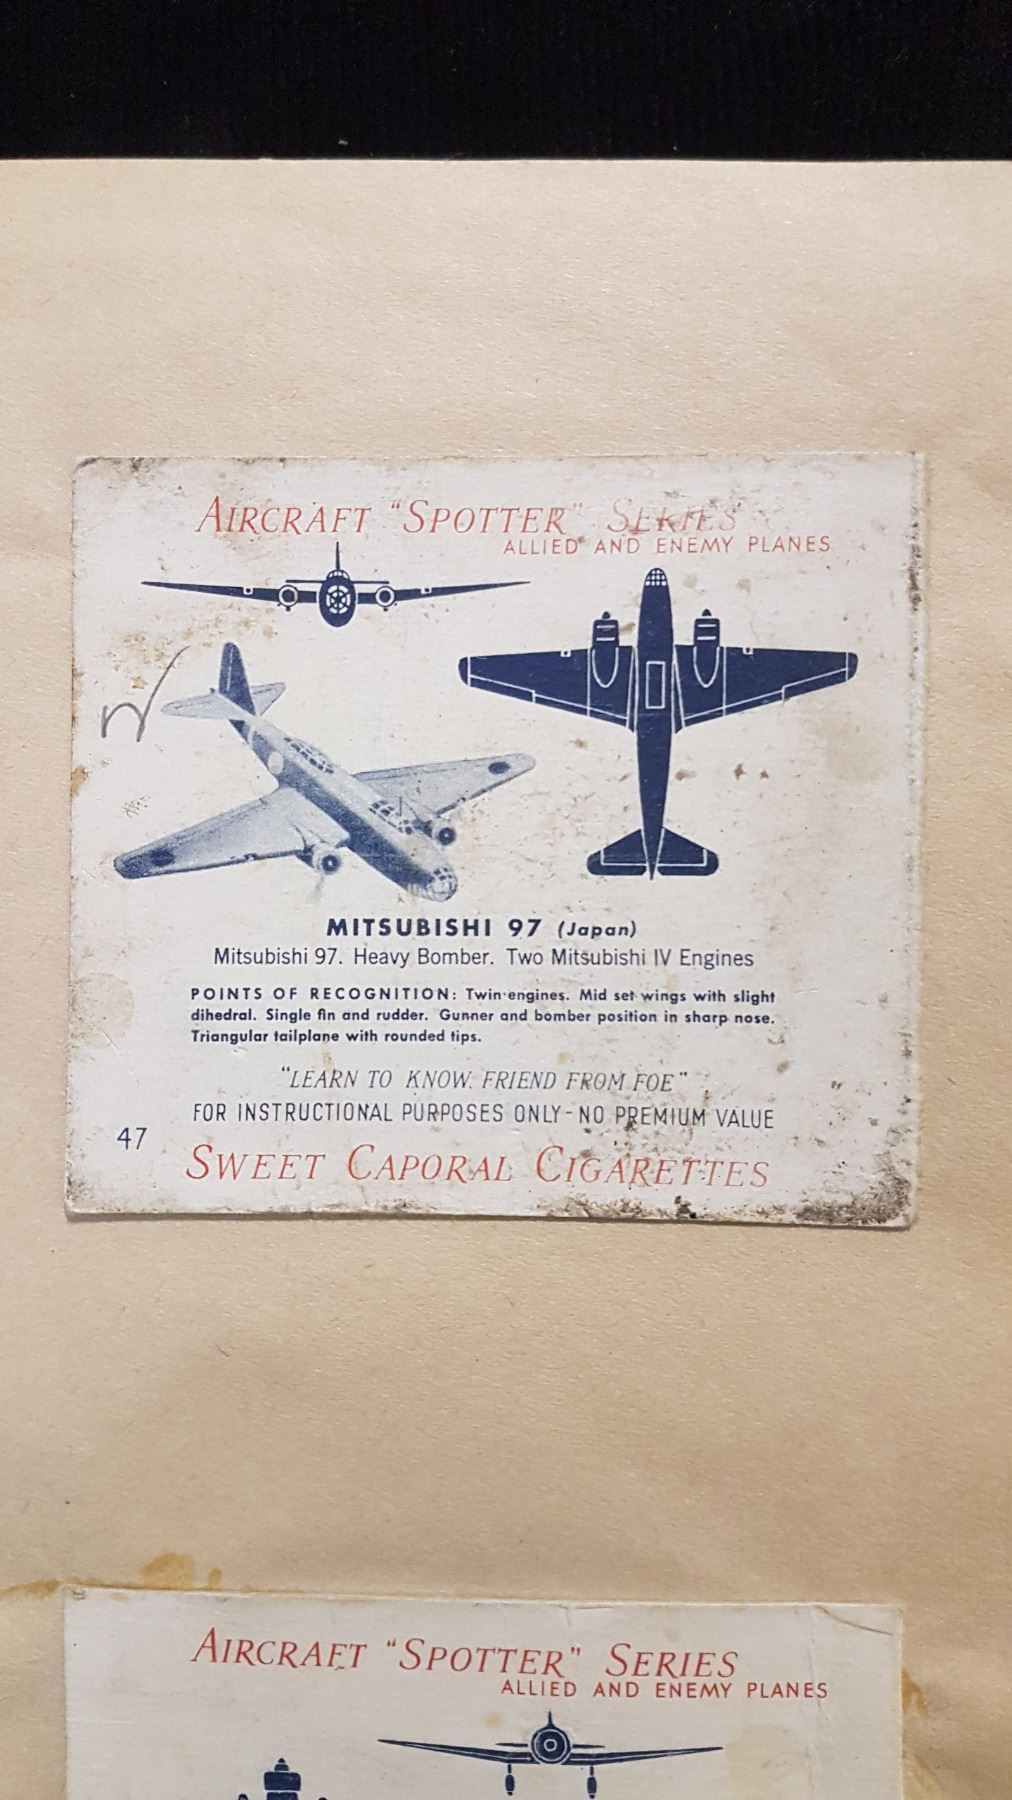 AIRCRAFT "SPOTTER" SERIES
ALLIED AND ENEMY PLANES
MITSUBISHI 97 (Japan)
Mitsubishi 97. Heavy Bomber. Two Mitsubishi IV Engines
POINTS OF RECOGNITION: Twin engines. Mid set wings with slight
dihedral. Single fin and rudder. Gunner and bomber position in sharp nose.
Triangular tailplane with rounded tips.
"LEARN TO KNOW FRIEND FROM FOE"
FOR INSTRUCTIONAL PURPOSES ONLY-NO PREMIUM VALUE
47
SWEET CAPORAL CIGARETTES
AIRCRAFT "SPOTTER" SERIES
ALLIED AND ENEMY PLANES